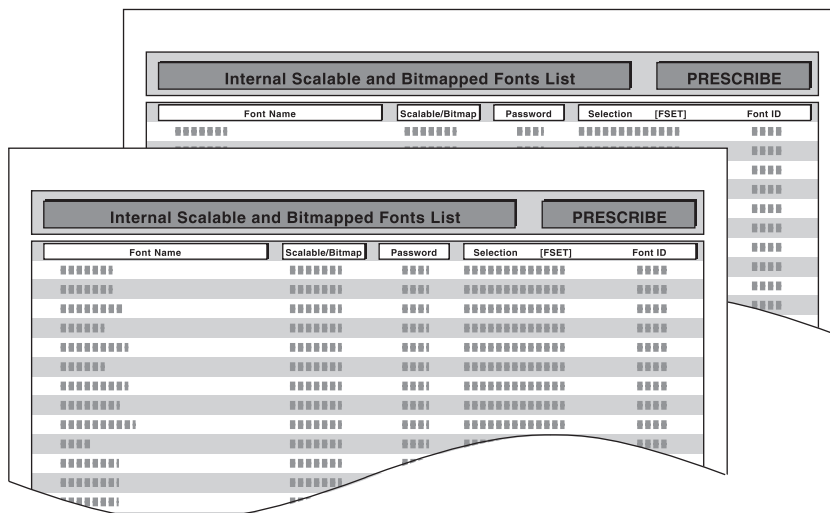 Internal Scalable and Bitmapped Fonts List PRESCRIBE
Font Name Scalable/Bitmap Password Selection [FSET] Font ID
Internal Scalable and Bitmapped Fonts List PRESCRIBE
Font Name Scalable/Bitmap Password Selection [FSET] Font ID